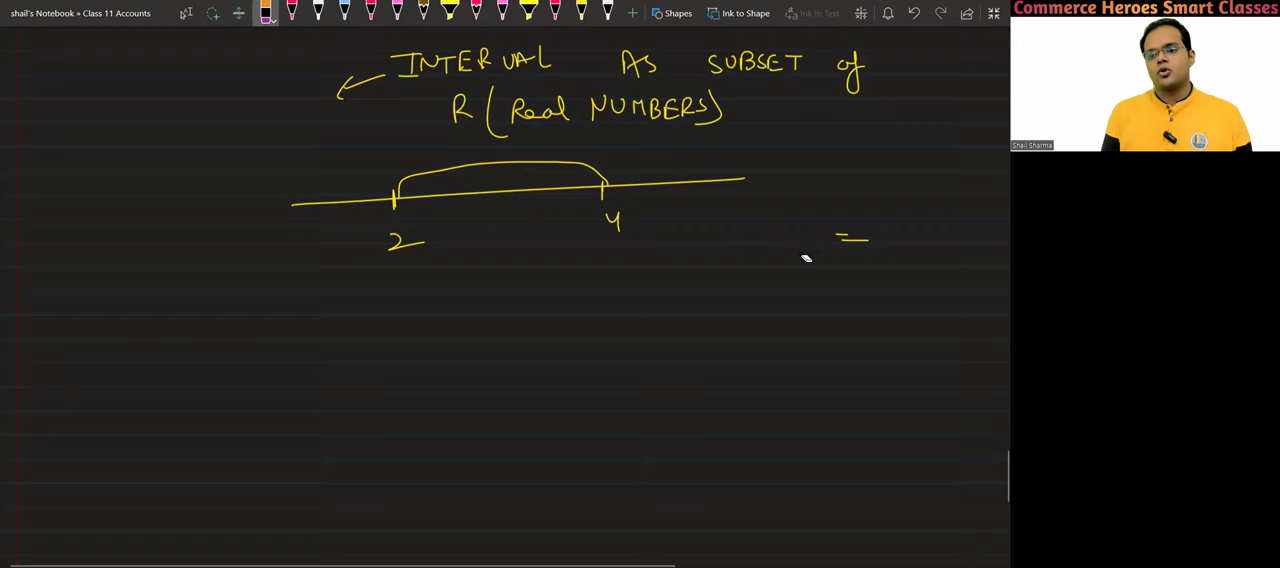 shail's Notebook » Class 11 Accounts
Shapes
Ink to Shape
Ink to Text
Commerce Heroes Smart Classes
INTERVAL AS SUBSET of
R (Real NUMBERS)
Shail Sharma
2
4
=